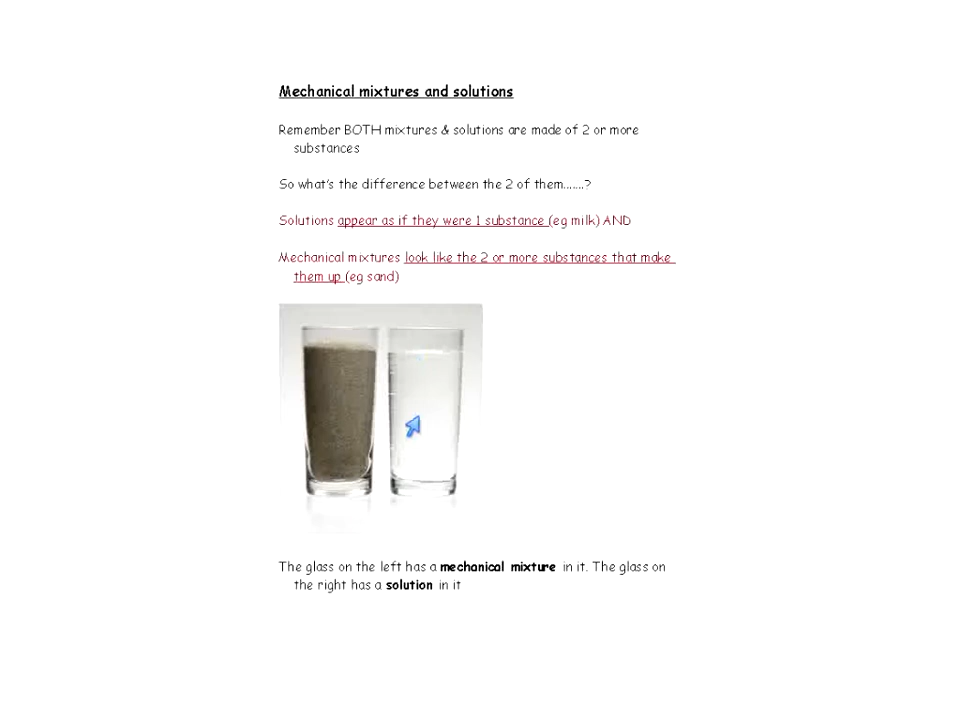 Mechanical mixtures and solutions
Remember BOTH mixtures & solutions are made of 2 or more
substances
So what's the difference between the 2 of them.......?
Solutions appear as if they were 1 substance (eg milk) AND
Mechanical mixtures look like the 2 or more substances that make
them up (eg sand)
The glass on the left has a mechanical mixture in it. The glass on
the right has a solution in it